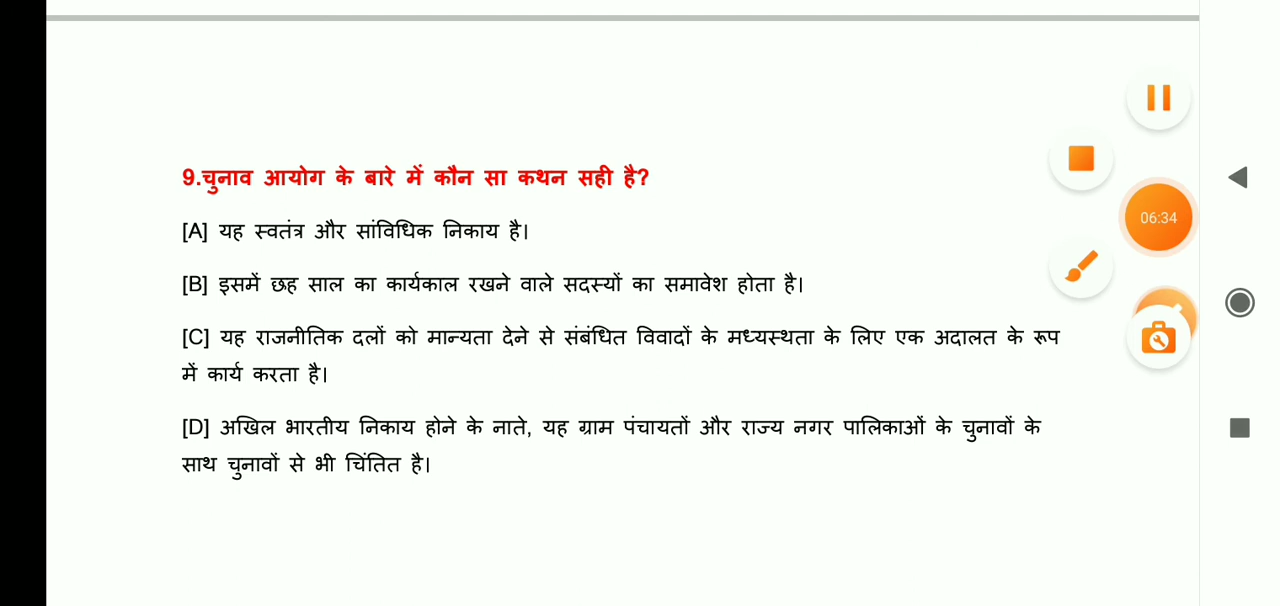 9.चुनाव आयोग के बारे में कौन सा कथन सही है?
[A] यह स्वतंत्र और सांविधिक निकाय है।
[B] इसमें छह साल का कार्यकाल रखने वाले सदस्यों का समावेश होता है।
[C] यह राजनीतिक दलों को मान्यता देने से संबंधित विवादों के मध्यस्थता के लिए एक अदालत के रूप
में कार्य करता है।
[D] अखिल भारतीय निकाय होने के नाते, यह ग्राम पंचायतों और राज्य नगर पालिकाओं के चुनावों के
साथ चुनावों से भी चिंतित है।
06:34